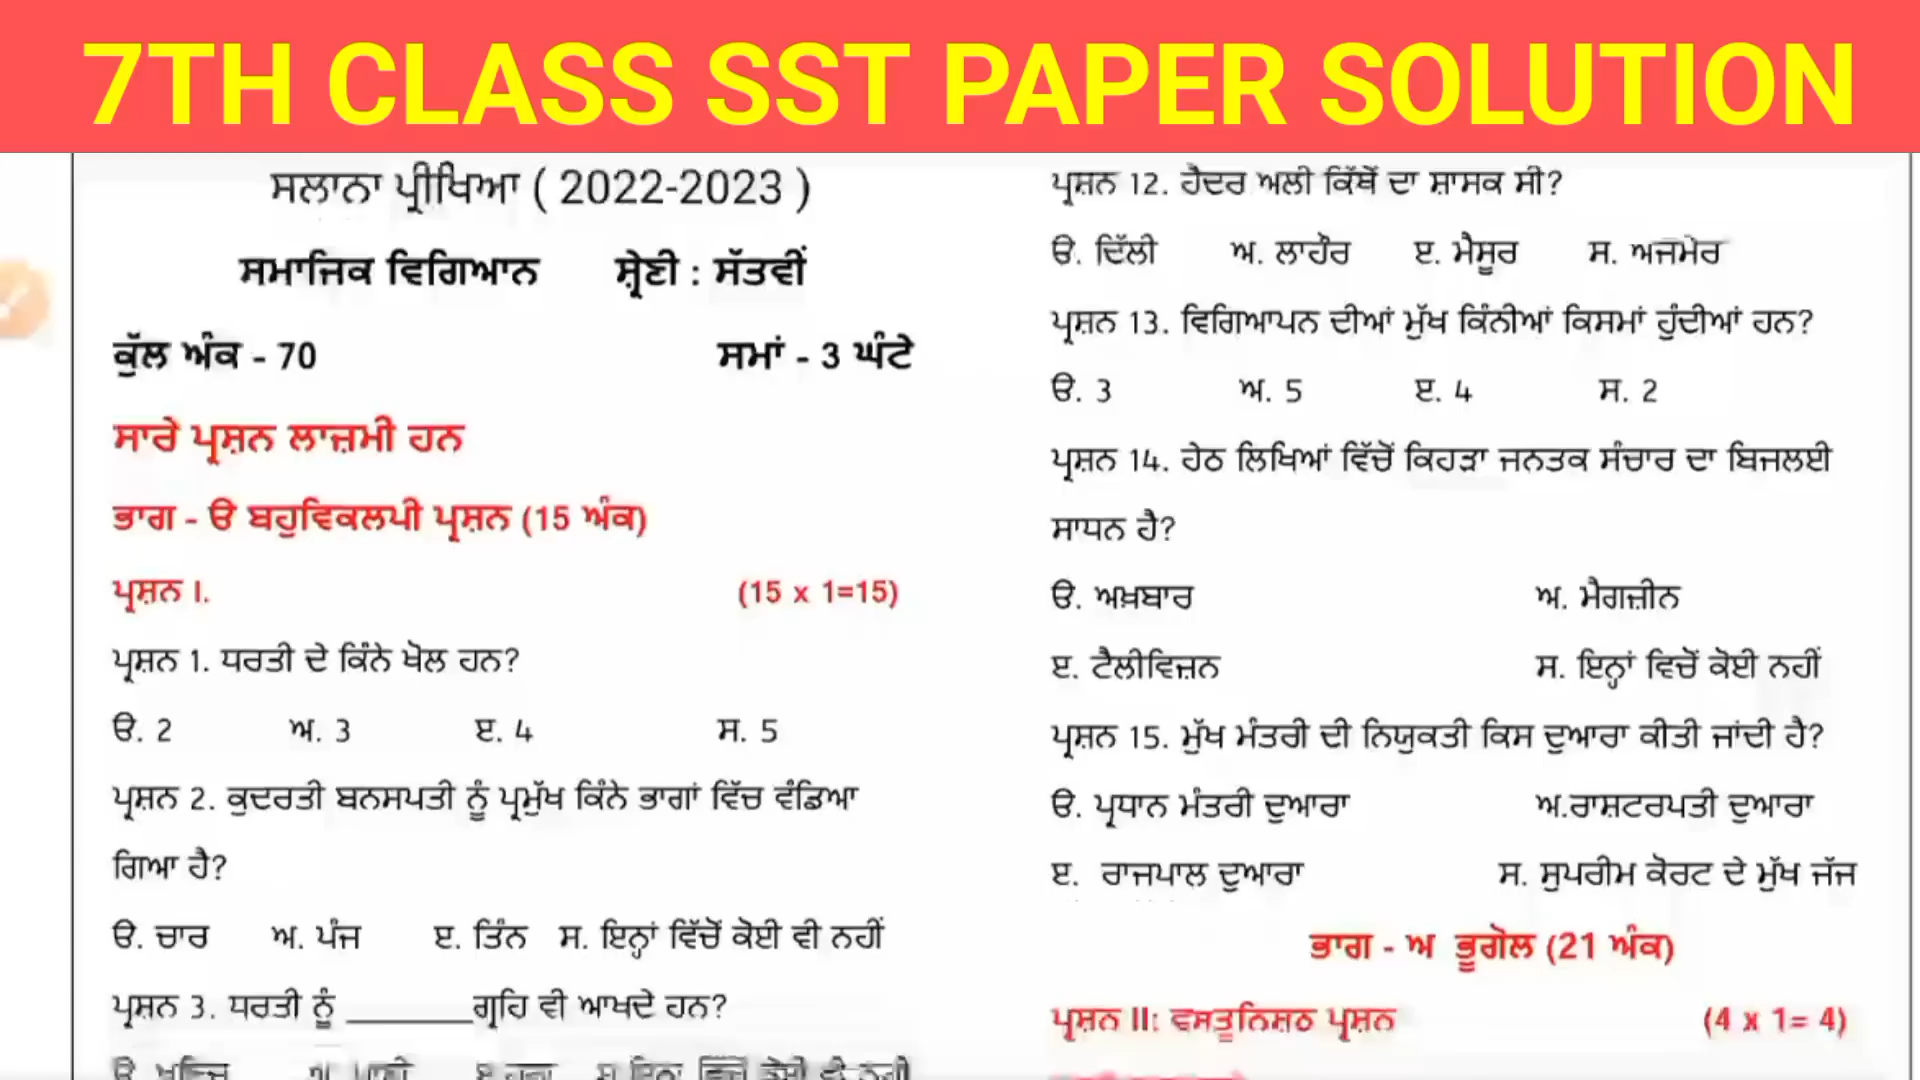 7TH CLASS SST PAPER SOLUTION
ਸਲਾਨਾ ਪ੍ਰੀਖਿਆ ( 2022-2023 )
ਸਮਾਜਿਕ ਵਿਗਿਆਨ ਸ਼੍ਰੇਣੀ : ਸੱਤਵੀਂ
ਕੁੱਲ ਅੰਕ - 70 ਸਮਾਂ - 3 ਘੰਟੇ
ਸਾਰੇ ਪ੍ਰਸ਼ਨ ਲਾਜ਼ਮੀ ਹਨ
ਭਾਗ - ੳ ਬਹੁਵਿਕਲਪੀ ਪ੍ਰਸ਼ਨ (15 ਅੰਕ)
ਪ੍ਰਸ਼ਨ I. (15 x 1=15)
ਪ੍ਰਸ਼ਨ 1. ਧਰਤੀ ਦੇ ਕਿੰਨੇ ਖੋਲ ਹਨ?
ੳ. 2 ਅ. 3 ੲ. 4 ਸ. 5
ਪ੍ਰਸ਼ਨ 2. ਕੁਦਰਤੀ ਬਨਸਪਤੀ ਨੂੰ ਪ੍ਰਮੁੱਖ ਕਿੰਨੇ ਭਾਗਾਂ ਵਿੱਚ ਵੰਡਿਆ
ਗਿਆ ਹੈ?
ੳ. ਚਾਰ ਅ. ਪੰਜ ੲ. ਤਿੰਨ ਸ. ਇਨ੍ਹਾਂ ਵਿੱਚੋਂ ਕੋਈ ਵੀ ਨਹੀਂ
ਪ੍ਰਸ਼ਨ 3. ਧਰਤੀ ਨੂੰ ________ਗ੍ਰਹਿ ਵੀ ਆਖਦੇ ਹਨ?
ਪ੍ਰਸ਼ਨ 12. ਹੈਦਰ ਅਲੀ ਕਿੱਥੋਂ ਦਾ ਸ਼ਾਸਕ ਸੀ?
ੳ. ਦਿੱਲੀ ਅ. ਲਾਹੌਰ ੲ. ਮੈਸੂਰ ਸ. ਅਜਮੇਰ
ਪ੍ਰਸ਼ਨ 13. ਵਿਗਿਆਪਨ ਦੀਆਂ ਮੁੱਖ ਕਿੰਨੀਆਂ ਕਿਸਮਾਂ ਹੁੰਦੀਆਂ ਹਨ?
ੳ. 3 ਅ. 5 ੲ. 4 ਸ. 2
ਪ੍ਰਸ਼ਨ 14. ਹੇਠ ਲਿਖਿਆਂ ਵਿੱਚੋਂ ਕਿਹੜਾ ਜਨਤਕ ਸੰਚਾਰ ਦਾ ਬਿਜਲਈ
ਸਾਧਨ ਹੈ?
ੳ. ਅਖ਼ਬਾਰ ਅ. ਮੈਗਜ਼ੀਨ
ੲ. ਟੈਲੀਵਿਜ਼ਨ ਸ. ਇਨ੍ਹਾਂ ਵਿਚੋਂ ਕੋਈ ਨਹੀਂ
ਪ੍ਰਸ਼ਨ 15. ਮੁੱਖ ਮੰਤਰੀ ਦੀ ਨਿਯੁਕਤੀ ਕਿਸ ਦੁਆਰਾ ਕੀਤੀ ਜਾਂਦੀ ਹੈ?
ੳ. ਪ੍ਰਧਾਨ ਮੰਤਰੀ ਦੁਆਰਾ ਅ.ਰਾਸ਼ਟਰਪਤੀ ਦੁਆਰਾ
ੲ. ਰਾਜਪਾਲ ਦੁਆਰਾ ਸ. ਸੁਪਰੀਮ ਕੋਰਟ ਦੇ ਮੁੱਖ ਜੱਜ
ਭਾਗ - ਅ ਭੂਗੋਲ (21 ਅੰਕ)
ਪ੍ਰਸ਼ਨ II: ਵਸਤੂਨਿਸ਼ਠ ਪ੍ਰਸ਼ਨ (4 x 1= 4)